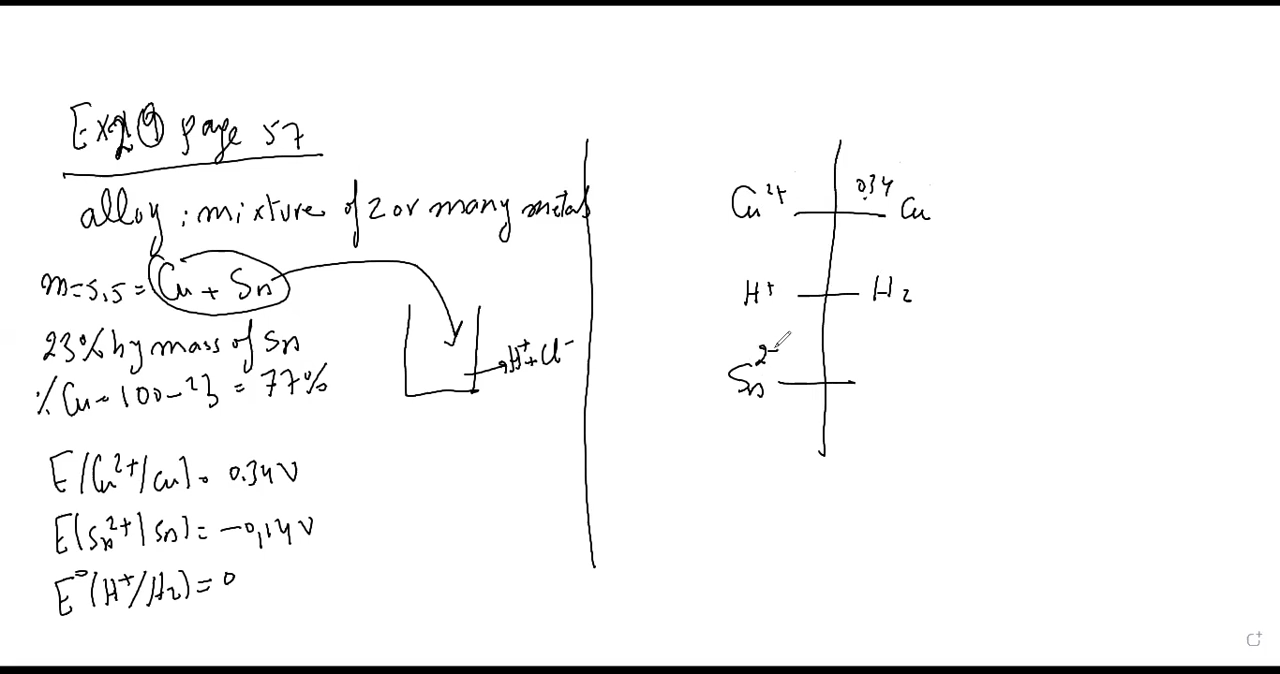 Ex 29 page 57
alloy : mixture of 2 or many metals
m=5,5 = Cu + Sn
23% by mass of Sn
% Cu = 100 - 23 = 77%
H⁺ + Cl⁻
E(Cu²⁺/Cu) = 0.34 V
E(Sn²⁺/Sn) = -0,14 V
E°(H⁺/H₂) = 0
Cu²⁺ 0.34 Cu
H⁺ H₂
Sn²⁻